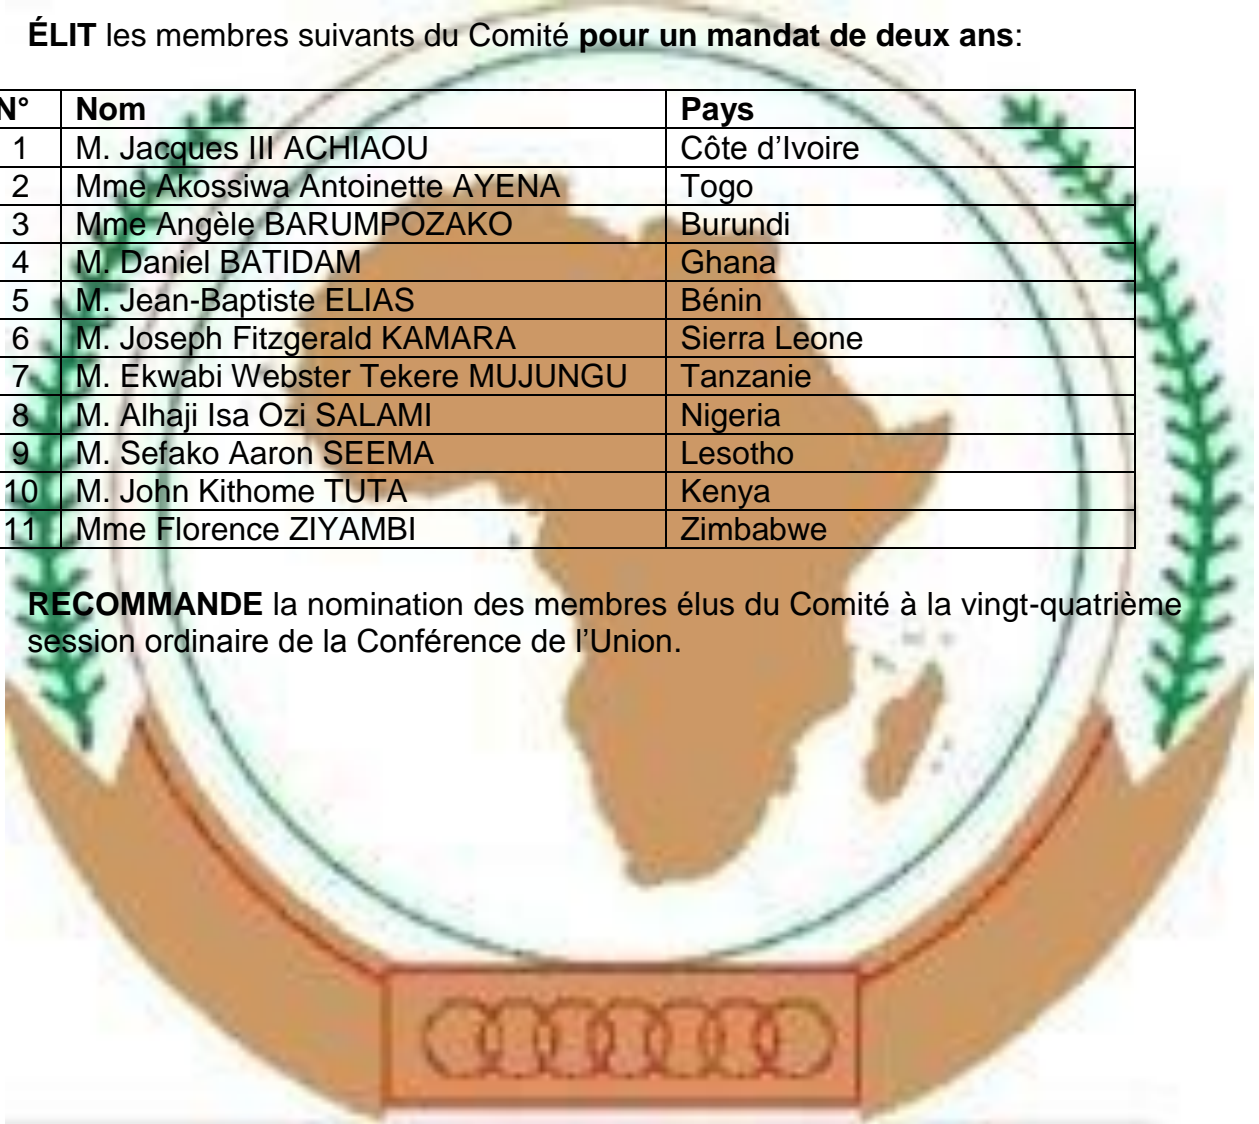 ÉLIT les membres suivants du Comité pour un mandat de deux ans:
N° Nom Pays
1 M. Jacques III ACHIAOU Côte d’Ivoire
2 Mme Akossiwa Antoinette AYENA Togo
3 Mme Angèle BARUMPOZAKO Burundi
4 M. Daniel BATIDAM Ghana
5 M. Jean-Baptiste ELIAS Bénin
6 M. Joseph Fitzgerald KAMARA Sierra Leone
7 M. Ekwabi Webster Tekere MUJUNGU Tanzanie
8 M. Alhaji Isa Ozi SALAMI Nigeria
9 M. Sefako Aaron SEEMA Lesotho
10 M. John Kithome TUTA Kenya
11 Mme Florence ZIYAMBI Zimbabwe
RECOMMANDE la nomination des membres élus du Comité à la vingt-quatrième
session ordinaire de la Conférence de l’Union.